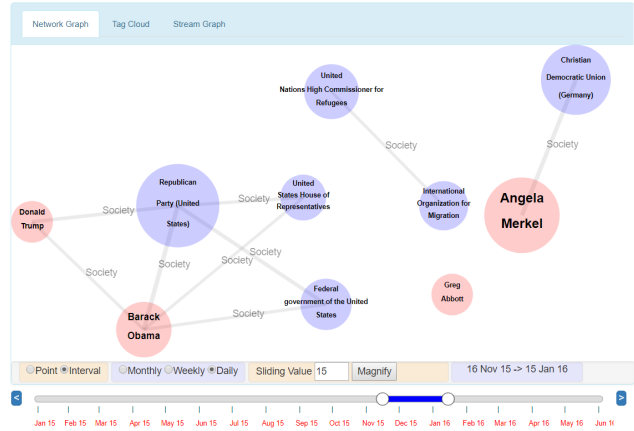 Network Graph Tag Cloud Stream Graph
Christian
Democratic Union
(Germany)
United
Nations High Commissioner for
Refugees
Society
Society
Republican
Party (United
States)
United
States House of
Representatives
Society
International
Organization for
Migration
Angela
Merkel
Donald
Trump
Society
Society
Society
Society
Greg
Abbott
Federal
government of the United
States
Society
Barack
Obama
Point Interval Monthly Weekly Daily Sliding Value 15 Magnify 16 Nov 15 -> 15 Jan 16
< >
Jan 15 Feb 15 Mar 15 Apr 15 May 15 Jun 15 Jul 15 Aug 15 Sep 15 Oct 15 Nov 15 Dec 15 Jan 16 Feb 16 Mar 16 Apr 16 May 16 Jun 16